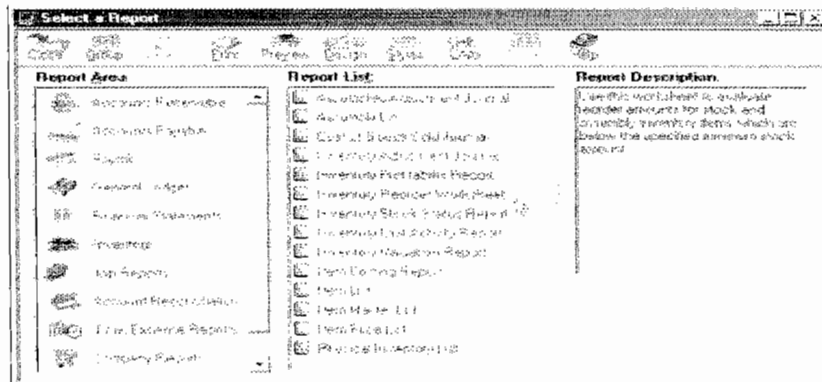 Select a Report
Group
Print
Preview
Design
Help
Report Area:
Accounts Receivable
Accounts Payable
Payroll
General Ledger
Financial Statements
Inventory
Job Reports
Account Reconciliation
Time/Expense Reports
Company Reports
Report List:
Assemblies Adjustment Journal
Assembly List
Cost of Goods Sold Journal
Inventory Adjustment Journal
Inventory Profitability Report
Inventory Reorder Worksheet
Inventory Stock Status Report
Inventory Unit Activity Report
Inventory Valuation Report
Item Costing Report
Item List
Item Master List
Item Price List
Physical Inventory List
Report Description:
Use this worksheet to evaluate
reorder amounts for stock and
assembly inventory items which are
below the specified minimum stock
amount.